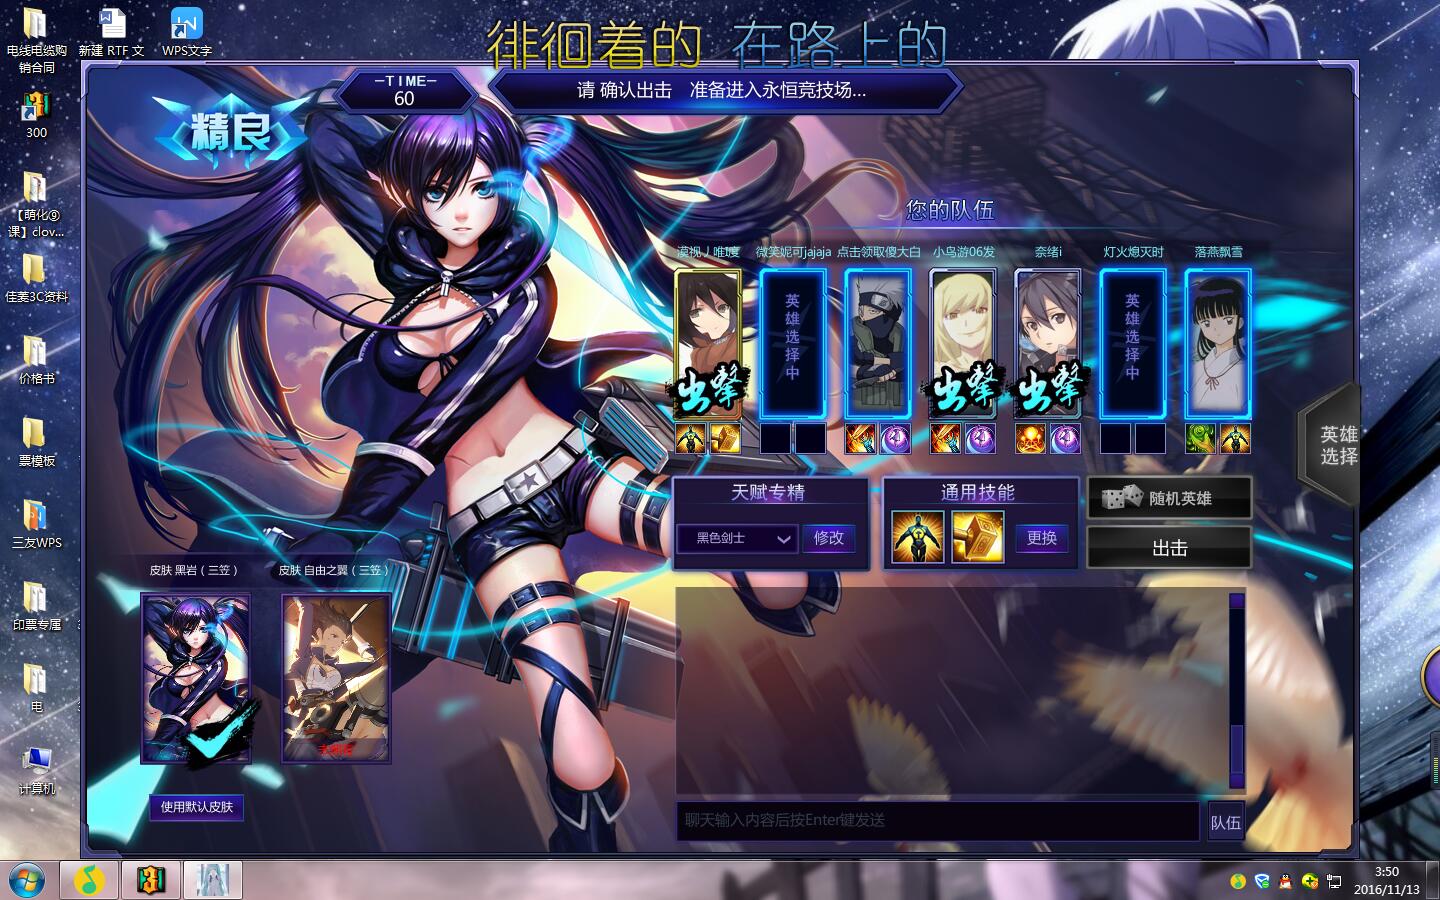 徘徊着的 在路上的
电线电缆购
销合同
新建 RTF 文
WPS文字
300
【萌化⑨
课】clov...
佳菱3C资料
价格书
票模板
三友WPS
印票专属
电
计算机
-TIME-
60
请 确认出击 准备进入永恒竞技场...
精良
您的队伍
微笑妮可jajaja
点击领取傻大白
小鸟游06发
奈绪i
灯火熄灭时
落燕飘雪
英雄选择中
英雄选择中
出击
出击
出击
英雄
选择
天赋专精
黑色剑士
修改
通用技能
更换
随机英雄
出击
皮肤 黑岩（三笠）
皮肤 自由之翼（三笠）
使用默认皮肤
聊天输入内容后按Enter键发送
队伍
3:50
2016/11/13